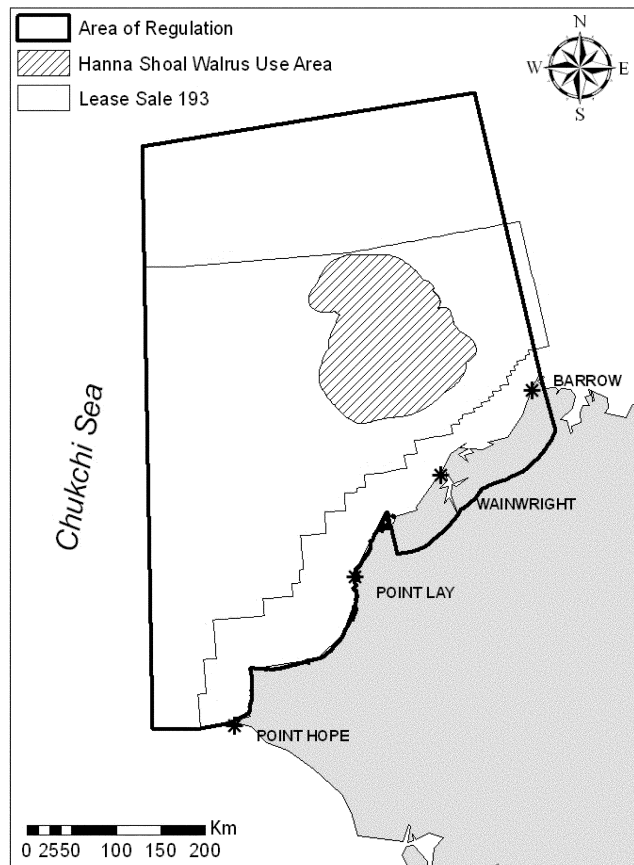 Area of Regulation
Hanna Shoal Walrus Use Area
Lease Sale 193
N
W E
S
Chukchi Sea
BARROW
WAINWRIGHT
POINT LAY
POINT HOPE
Km
0 2550 100 150 200